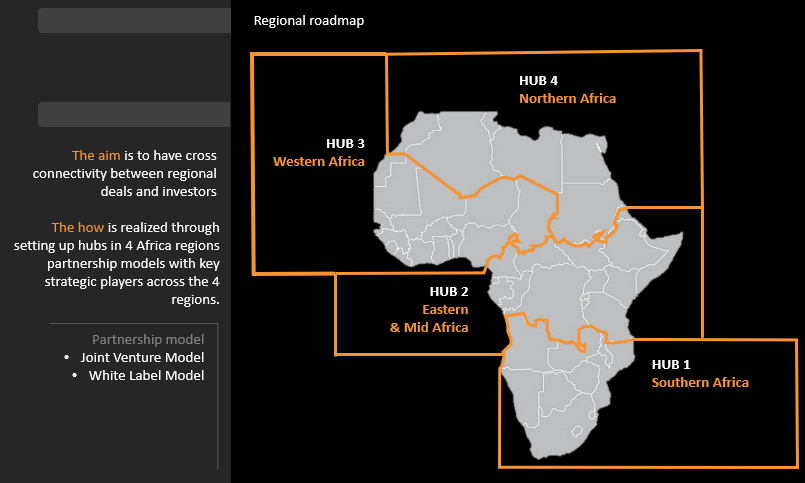 Regional roadmap
The aim is to have cross
connectivity between regional
deals and investors
The how is realized through
setting up hubs in 4 Africa regions
partnership models with key
strategic players across the 4
regions.
Partnership model
• Joint Venture Model
• White Label Model
HUB 4
Northern Africa
HUB 3
Western Africa
HUB 2
Eastern
& Mid Africa
HUB 1
Southern Africa